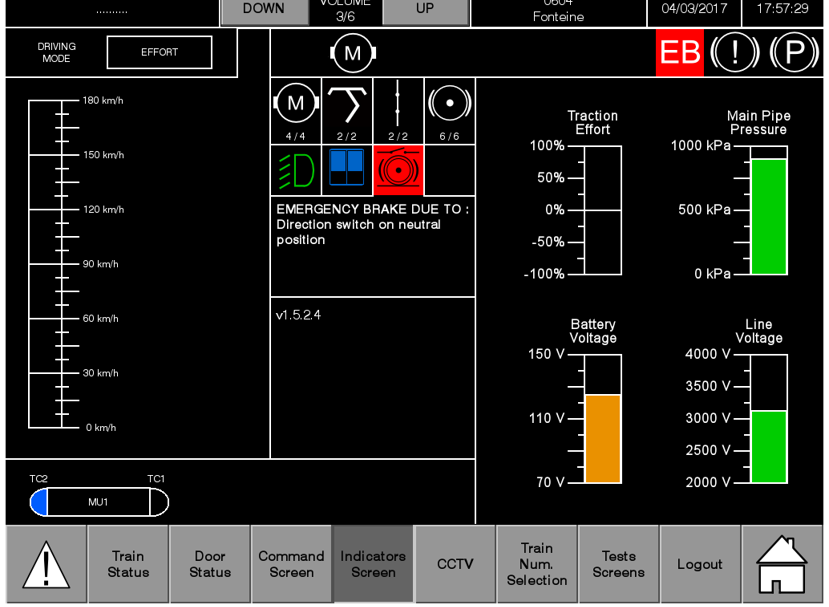 ..........
DOWN
VOLUME
3/6
UP
0604
Fonteine
04/03/2017
17:57:29
DRIVING
MODE
EFFORT
M
EB
(!)
(P)
180 km/h
150 km/h
120 km/h
90 km/h
60 km/h
30 km/h
0 km/h
M
4/4
2/2
2/2
6/6
EMERGENCY BRAKE DUE TO :
Direction switch on neutral
position
v1.5.2.4
Traction
Effort
100%
50%
0%
-50%
-100%
Main Pipe
Pressure
1000 kPa
500 kPa
0 kPa
Battery
Voltage
150 V
110 V
70 V
Line
Voltage
4000 V
3500 V
3000 V
2500 V
2000 V
TC2
TC1
MU1
!
Train
Status
Door
Status
Command
Screen
Indicators
Screen
CCTV
Train
Num.
Selection
Tests
Screens
Logout